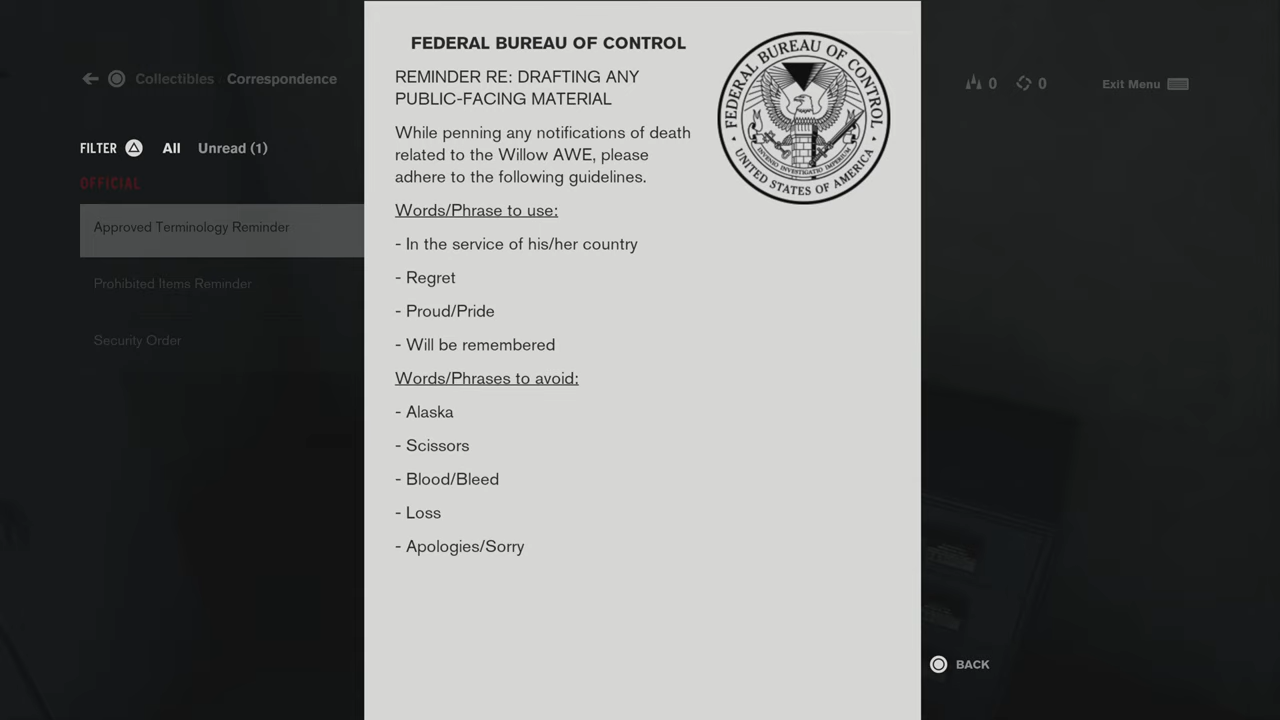 Collectibles Correspondence
0 0 Exit Menu
FILTER All Unread (1)
OFFICIAL
Approved Terminology Reminder
Prohibited Items Reminder
Security Order
FEDERAL BUREAU OF CONTROL
REMINDER RE: DRAFTING ANY
PUBLIC-FACING MATERIAL
While penning any notifications of death
related to the Willow AWE, please
adhere to the following guidelines.
Words/Phrase to use:
- In the service of his/her country
- Regret
- Proud/Pride
- Will be remembered
Words/Phrases to avoid:
- Alaska
- Scissors
- Blood/Bleed
- Loss
- Apologies/Sorry
FEDERAL BUREAU OF CONTROL
INVENIO INVESTIGATIO IMPERIUM
UNITED STATES OF AMERICA
BACK